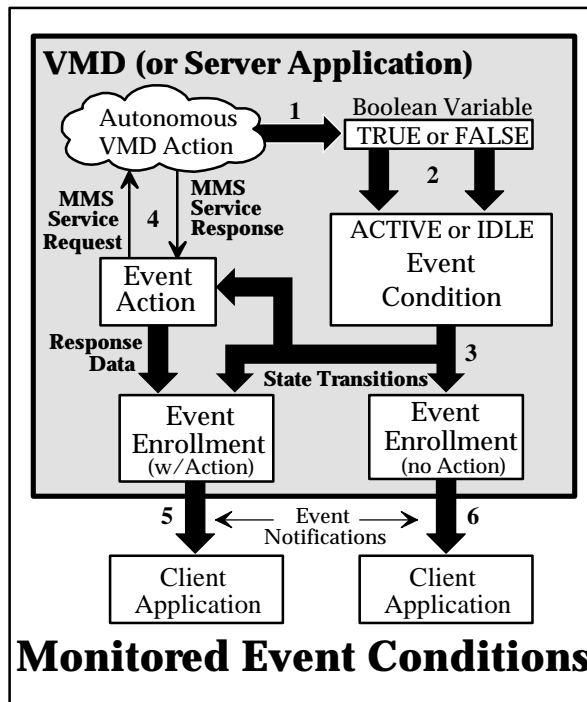 VMD (or Server Application)
Autonomous
VMD Action
1
Boolean Variable
TRUE or FALSE
2
MMS
Service
Request
4
MMS
Service
Response
ACTIVE or IDLE
Event
Condition
Event
Action
Response
Data
3
State Transitions
Event
Enrollment
(w/Action)
Event
Enrollment
(no Action)
5
Event
Notifications
6
Client
Application
Client
Application
Monitored Event Conditions